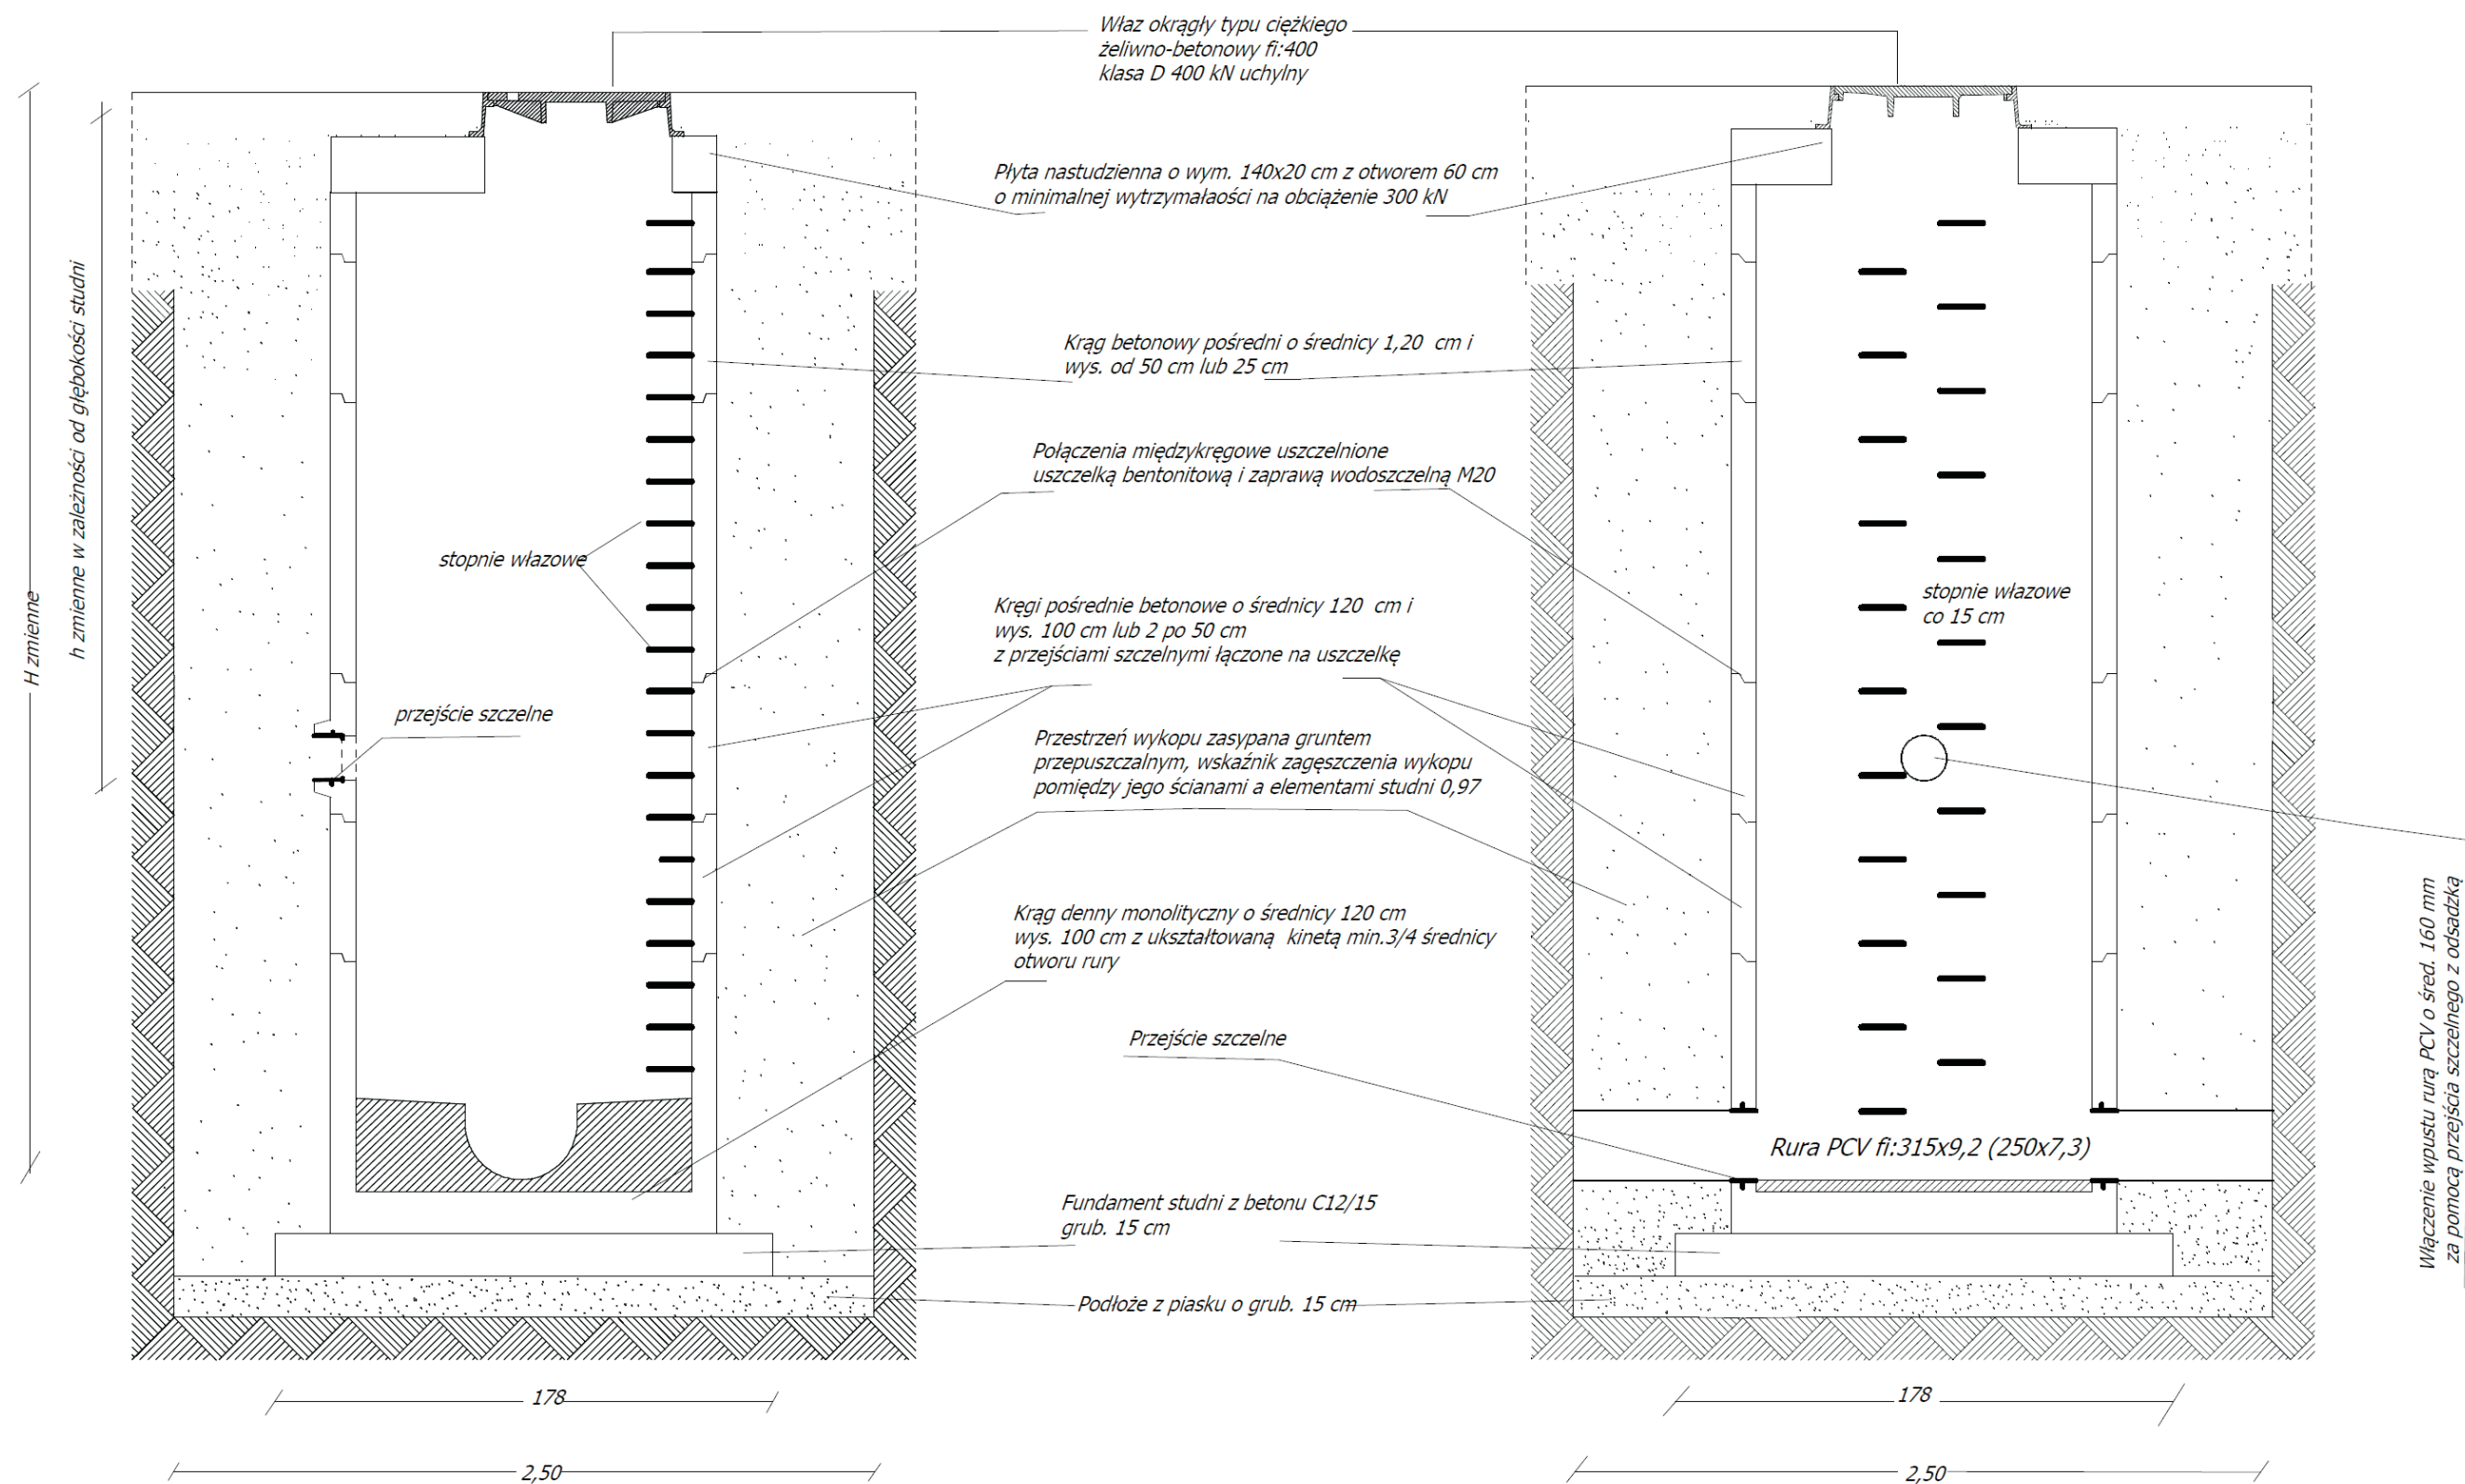 Właz okrągły typu ciężkiego
żeliwno-betonowy fi:400
klasa D 400 kN uchylny
Płyta nastudzienna o wym. 140x20 cm z otworem 60 cm
o minimalnej wytrzymałaości na obciążenie 300 kN
Krąg betonowy pośredni o średnicy 1,20 cm i
wys. od 50 cm lub 25 cm
Połączenia międzykręgowe uszczelnione
uszczelką bentonitową i zaprawą wodoszczelną M20
stopnie włazowe
Kręgi pośrednie betonowe o średnicy 120 cm i
wys. 100 cm lub 2 po 50 cm
z przejściami szczelnymi łączone na uszczelkę
stopnie włazowe
co 15 cm
przejście szczelne
Przestrzeń wykopu zasypana gruntem
przepuszczalnym, wskaźnik zagęszczenia wykopu
pomiędzy jego ścianami a elementami studni 0,97
Krąg denny monolityczny o średnicy 120 cm
wys. 100 cm z ukształtowaną kinetą min.3/4 średnicy
otworu rury
Przejście szczelne
Rura PCV fi:315x9,2 (250x7,3)
Fundament studni z betonu C12/15
grub. 15 cm
Podłoże z piasku o grub. 15 cm
H zmienne
h zmienne w zależności od głębokości studni
Włączenie wpustu rurą PCV o śred. 160 mm
za pomocą przejścia szczelnego z odsadzką
178
178
2,50
2,50